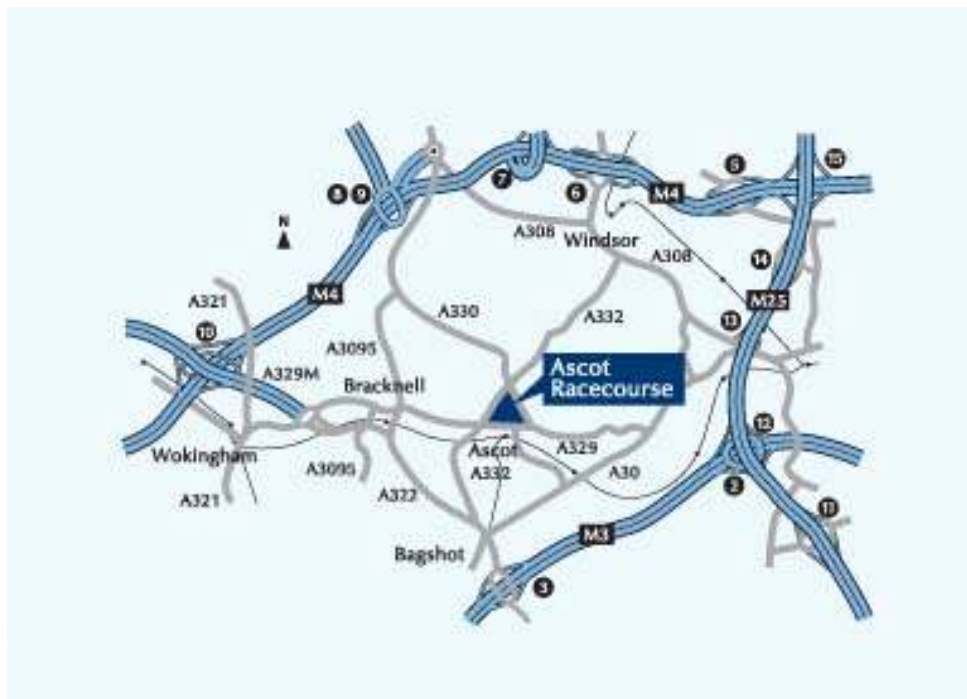 5
15
8 9
7
6
M4
N
A308
Windsor
A308
14
A321
M4
M25
A330
A332
13
10
A3095
A329M
Bracknell
Ascot
Racecourse
12
Wokingham
Ascot
A329
A3095
A332
A30
2
A321
A322
11
M3
Bagshot
3